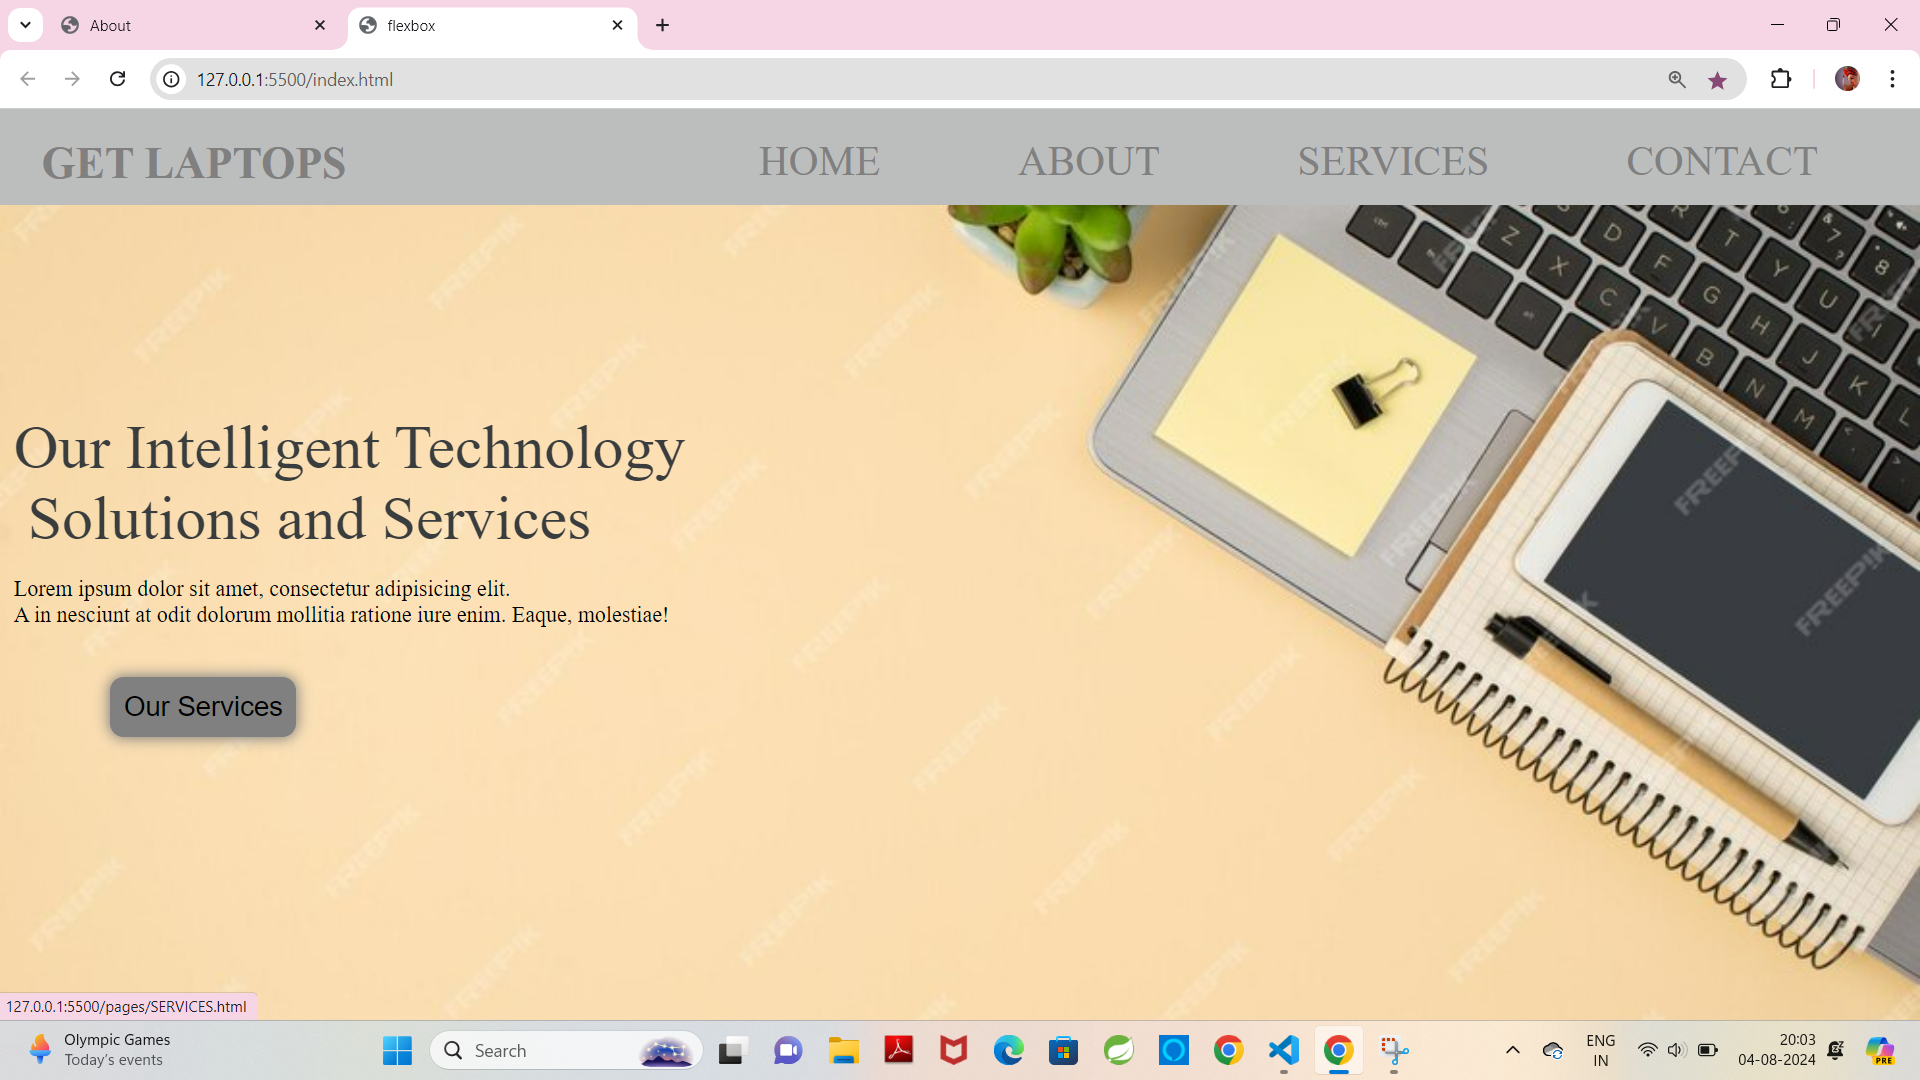 About
flexbox
127.0.0.1:5500/index.html
GET LAPTOPS
HOME
ABOUT
SERVICES
CONTACT
Our Intelligent Technology
Solutions and Services
Lorem ipsum dolor sit amet, consectetur adipisicing elit.
A in nesciunt at odit dolorum mollitia ratione iure enim. Eaque, molestiae!
Our Services
FREEPIK
127.0.0.1:5500/pages/SERVICES.html
Olympic Games
Today's events
Search
ENG
IN
20:03
04-08-2024
PRE